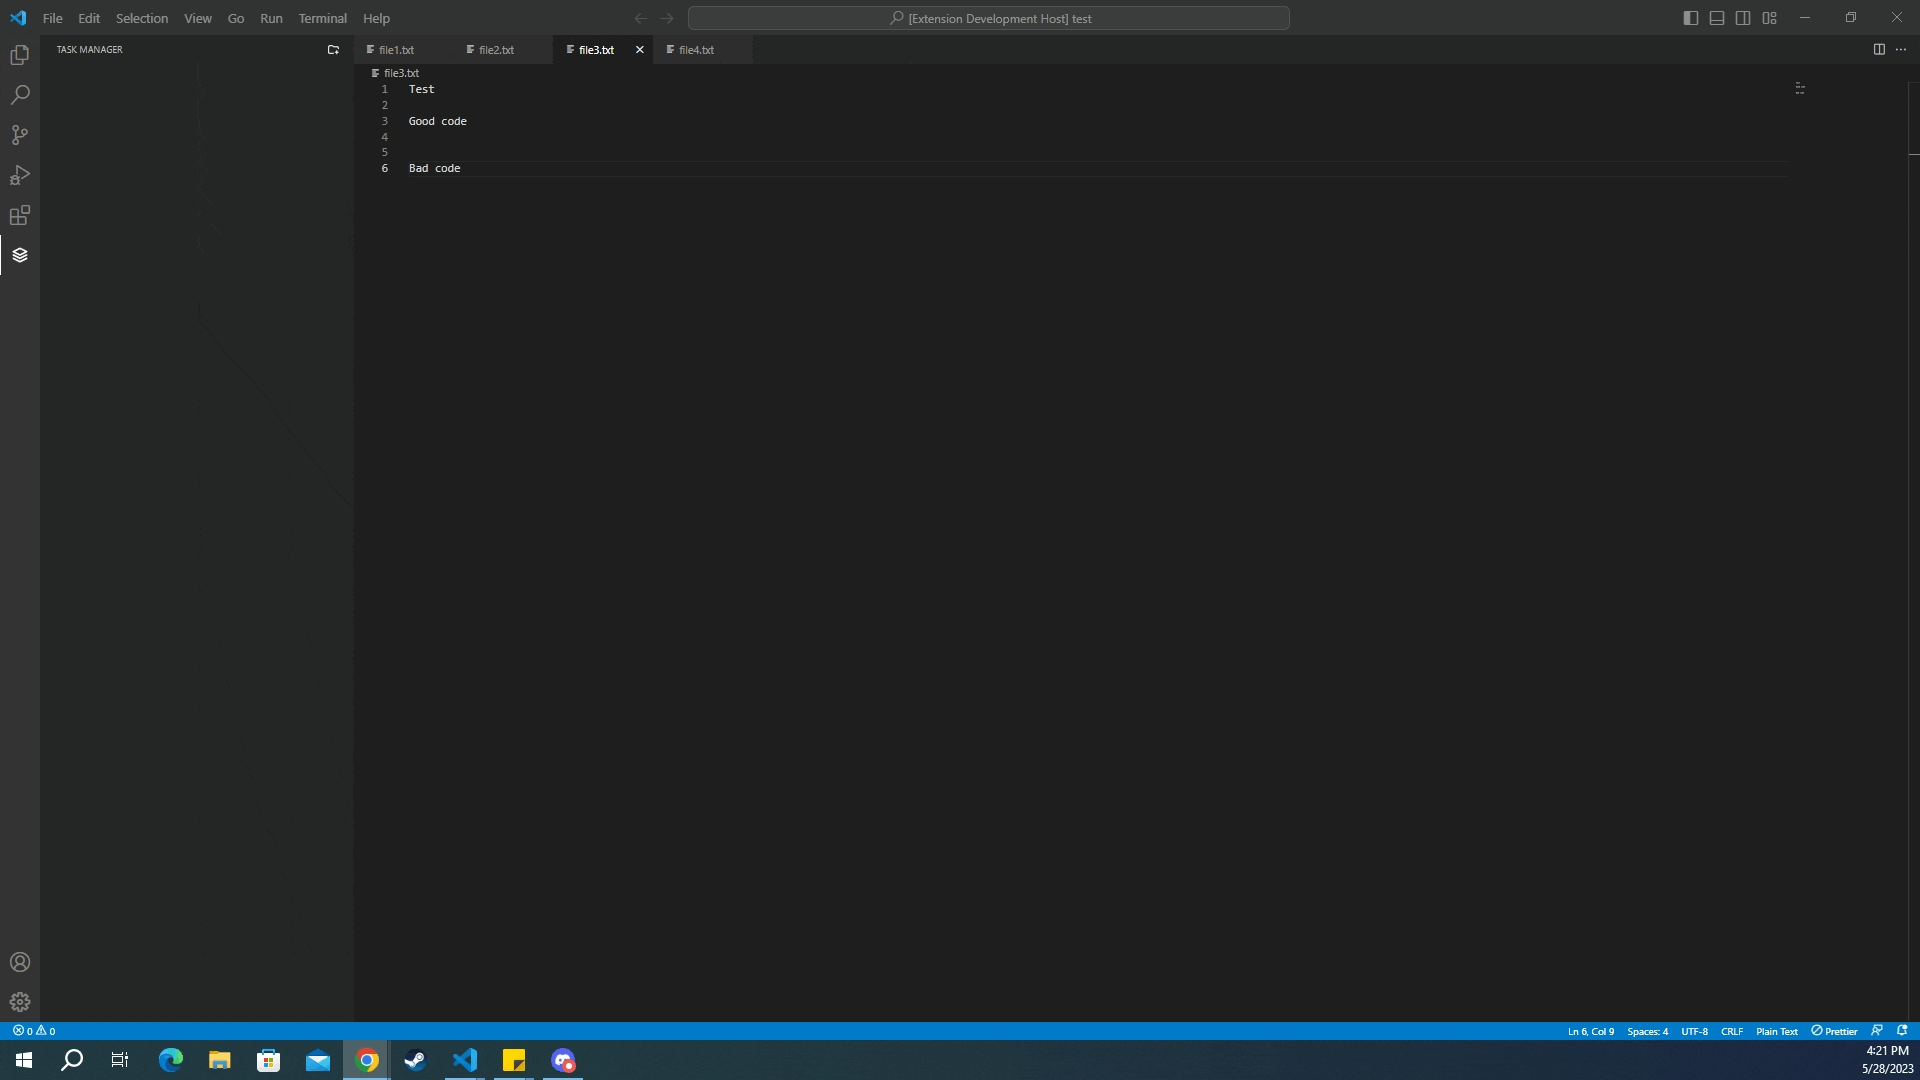 File Edit Selection View Go Run Terminal Help
[Extension Development Host] test
TASK MANAGER
file1.txt file2.txt file3.txt file4.txt
file3.txt
1 Test
2
3 Good code
4
5
6 Bad code
0 0
Ln 6, Col 9 Spaces: 4 UTF-8 CRLF Plain Text Prettier
4:21 PM
5/28/2023